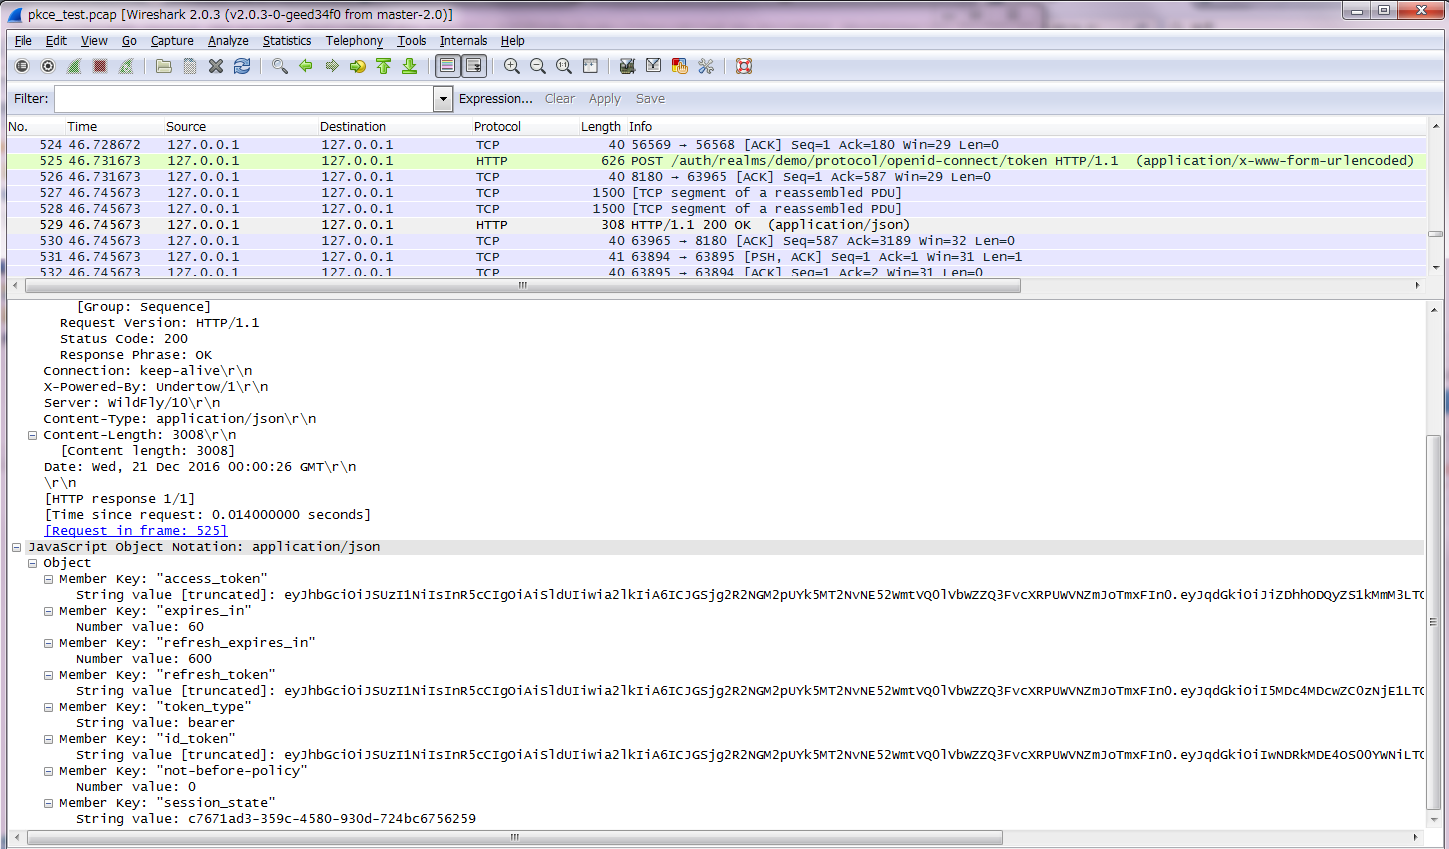 pkce_test.pcap [Wireshark 2.0.3 (v2.0.3-0-geed34f0 from master-2.0)]
File Edit View Go Capture Analyze Statistics Telephony Tools Internals Help
Filter: Expression... Clear Apply Save
No. Time Source Destination Protocol Length Info
524 46.728672 127.0.0.1 127.0.0.1 TCP 40 56569 → 56568 [ACK] Seq=1 Ack=180 Win=29 Len=0
525 46.731673 127.0.0.1 127.0.0.1 HTTP 626 POST /auth/realms/demo/protocol/openid-connect/token HTTP/1.1 (application/x-www-form-urlencoded)
526 46.731673 127.0.0.1 127.0.0.1 TCP 40 8180 → 63965 [ACK] Seq=1 Ack=587 Win=29 Len=0
527 46.745673 127.0.0.1 127.0.0.1 TCP 1500 [TCP segment of a reassembled PDU]
528 46.745673 127.0.0.1 127.0.0.1 TCP 1500 [TCP segment of a reassembled PDU]
529 46.745673 127.0.0.1 127.0.0.1 HTTP 308 HTTP/1.1 200 OK (application/json)
530 46.745673 127.0.0.1 127.0.0.1 TCP 40 63965 → 8180 [ACK] Seq=587 Ack=3189 Win=32 Len=0
531 46.745673 127.0.0.1 127.0.0.1 TCP 41 63894 → 63895 [PSH, ACK] Seq=1 Ack=1 Win=31 Len=1
532 46.745673 127.0.0.1 127.0.0.1 TCP 40 63895 → 63894 [ACK] Seq=1 Ack=2 Win=31 Len=0
[Group: Sequence]
Request Version: HTTP/1.1
Status Code: 200
Response Phrase: OK
Connection: keep-alive\r\n
X-Powered-By: Undertow/1\r\n
Server: WildFly/10\r\n
Content-Type: application/json\r\n
Content-Length: 3008\r\n
[Content length: 3008]
Date: Wed, 21 Dec 2016 00:00:26 GMT\r\n
\r\n
[HTTP response 1/1]
[Time since request: 0.014000000 seconds]
[Request in frame: 525]
JavaScript Object Notation: application/json
Object
Member Key: "access_token"
String value [truncated]: eyJhbGciOiJSUzI1NiIsInR5cCIgOiAiSldUIiwia2lkIiA6ICJGSjg2R2NGM2pUYk5MT2NvNE52WmtVQ0lVbWZZQ3FvcXRPUWVNZmJoTmxFIn0.eyJqdGkiOiJiZDhhODQyZS1kMmM3LTC
Member Key: "expires_in"
Number value: 60
Member Key: "refresh_expires_in"
Number value: 600
Member Key: "refresh_token"
String value [truncated]: eyJhbGciOiJSUzI1NiIsInR5cCIgOiAiSldUIiwia2lkIiA6ICJGSjg2R2NGM2pUYk5MT2NvNE52WmtVQ0lVbWZZQ3FvcXRPUWVNZmJoTmxFIn0.eyJqdGkiOiI5MDc4MDcwZC0zNjE1LTC
Member Key: "token_type"
String value: bearer
Member Key: "id_token"
String value [truncated]: eyJhbGciOiJSUzI1NiIsInR5cCIgOiAiSldUIiwia2lkIiA6ICJGSjg2R2NGM2pUYk5MT2NvNE52WmtVQ0lVbWZZQ3FvcXRPUWVNZmJoTmxFIn0.eyJqdGkiOiIwNDRkMDE4OS00YWNiLTC
Member Key: "not-before-policy"
Number value: 0
Member Key: "session_state"
String value: c7671ad3-359c-4580-930d-724bc6756259